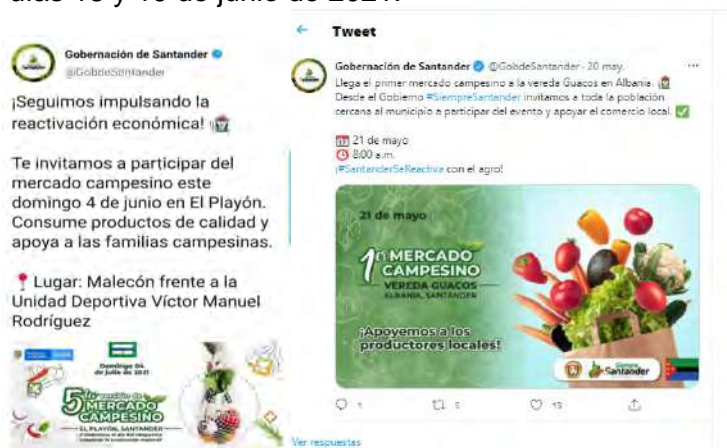 días 15 y 16 de junio de 2021.
Gobernación de Santander
@GobdeSantander
¡Seguimos impulsando la
reactivación económica!
Te invitamos a participar del
mercado campesino este
domingo 4 de junio en El Playón.
Consume productos de calidad y
apoya a las familias campesinas.
Lugar: Malecón frente a la
Unidad Deportiva Víctor Manuel
Rodríguez
Domingo 04
de julio de 2021
5ta versión de
MERCADO
CAMPESINO
EL PLAYÓN, SANTANDER
Tweet
Gobernación de Santander @GobdeSantander · 20 may.
Llega el primer mercado campesino a la vereda Guacos en Albania.
Desde el Gobierno #SiempreSantander invitamos a toda la población
cercana al municipio a participar del evento y apoyar el comercio local.
21 de mayo
8:00 a.m.
¡#SantanderSeReactiva con el agro!
21 de mayo
1er MERCADO
CAMPESINO
VEREDA GUACOS
ALBANIA, SANTANDER
¡Apoyemos a los
productores locales!
Siempre
Santander
1 5 13
Ver respuestas